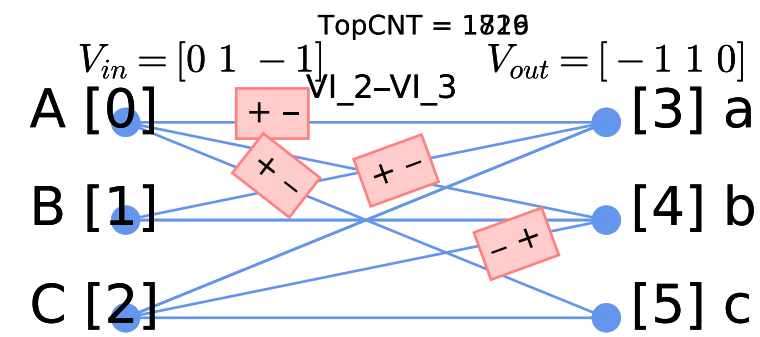 TopCNT =
V_in = [0 1 −1] V_out = [−1 1 0]
VI_2–VI_3
A [0] + − [3] a
+ − + −
B [1] [4] b
− +
C [2] [5] c